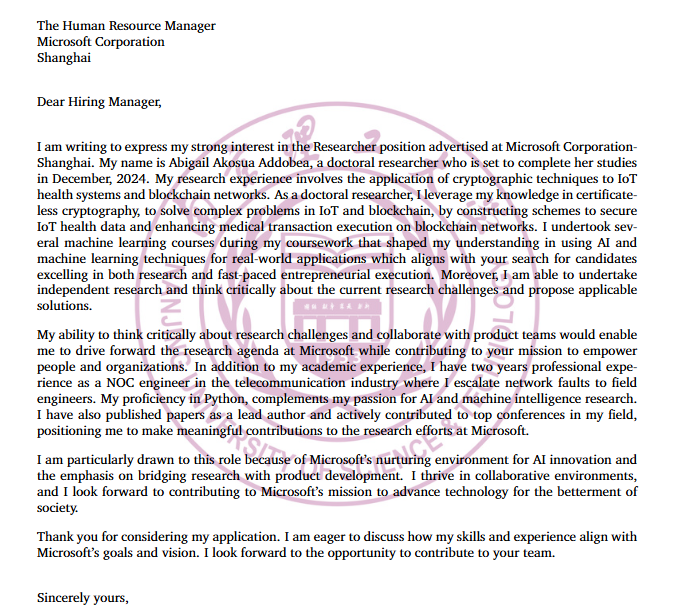 The Human Resource Manager
Microsoft Corporation
Shanghai
Dear Hiring Manager,
I am writing to express my strong interest in the Researcher position advertised at Microsoft Corporation-
Shanghai. My name is Abigail Akosua Addobea, a doctoral researcher who is set to complete her studies
in December, 2024. My research experience involves the application of cryptographic techniques to IoT
health systems and blockchain networks. As a doctoral researcher, I leverage my knowledge in certificate-
less cryptography, to solve complex problems in IoT and blockchain, by constructing schemes to secure
IoT health data and enhancing medical transaction execution on blockchain networks. I undertook sev-
eral machine learning courses during my coursework that shaped my understanding in using AI and
machine learning techniques for real-world applications which aligns with your research for candidates
excelling in both research and fast-paced entrepreneurial execution. Moreover, I am able to undertake
independent research and think critically about the current research challenges and propose applicable
solutions.
My ability to think critically about research challenges and collaborate with product teams would enable
me to drive forward the research agenda at Microsoft while contributing to your mission to empower
people and organizations. In addition to my academic experience, I have two years professional expe-
rience as a NOC engineer in the telecommunication industry where I escalate network faults to field
engineers. My proficiency in Python, complements my passion for AI and machine intelligence research.
I have also published papers as a lead author and actively contributed to top conferences in my field,
positioning me to make meaningful contributions to the research efforts at Microsoft.
I am particularly drawn to this role because of Microsoft's nurturing environment for AI innovation and
the emphasis on bridging research with product development. I thrive in collaborative environments,
and I look forward to contributing to Microsoft's mission to advance technology for the betterment of
society.
Thank you for considering my application. I am eager to discuss how my skills and experience align with
Microsoft's goals and vision. I look forward to the opportunity to contribute to your team.
Sincerely yours,
UNIVERSITY OF SCIENCE &